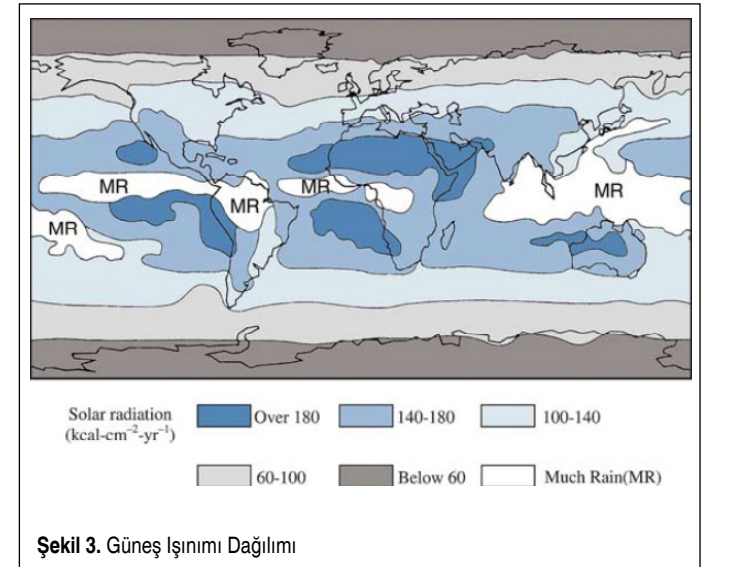 MR
MR
MR
MR
MR
Solar radiation
(kcal-cm⁻²-yr⁻¹)
Over 180
140-180
100-140
60-100
Below 60
Much Rain(MR)
Şekil 3. Güneş Işınımı Dağılımı